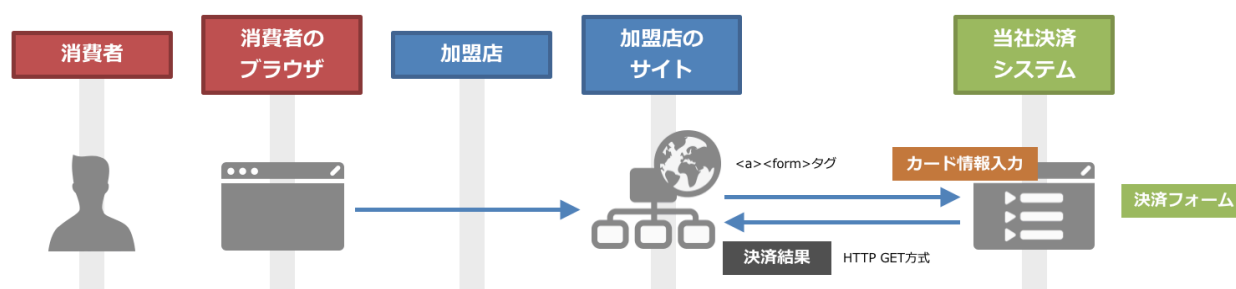 消費者
消費者の
ブラウザ
加盟店
加盟店の
サイト
当社決済
システム
<a><form>タグ
カード情報入力
決済フォーム
決済結果
HTTP GET方式